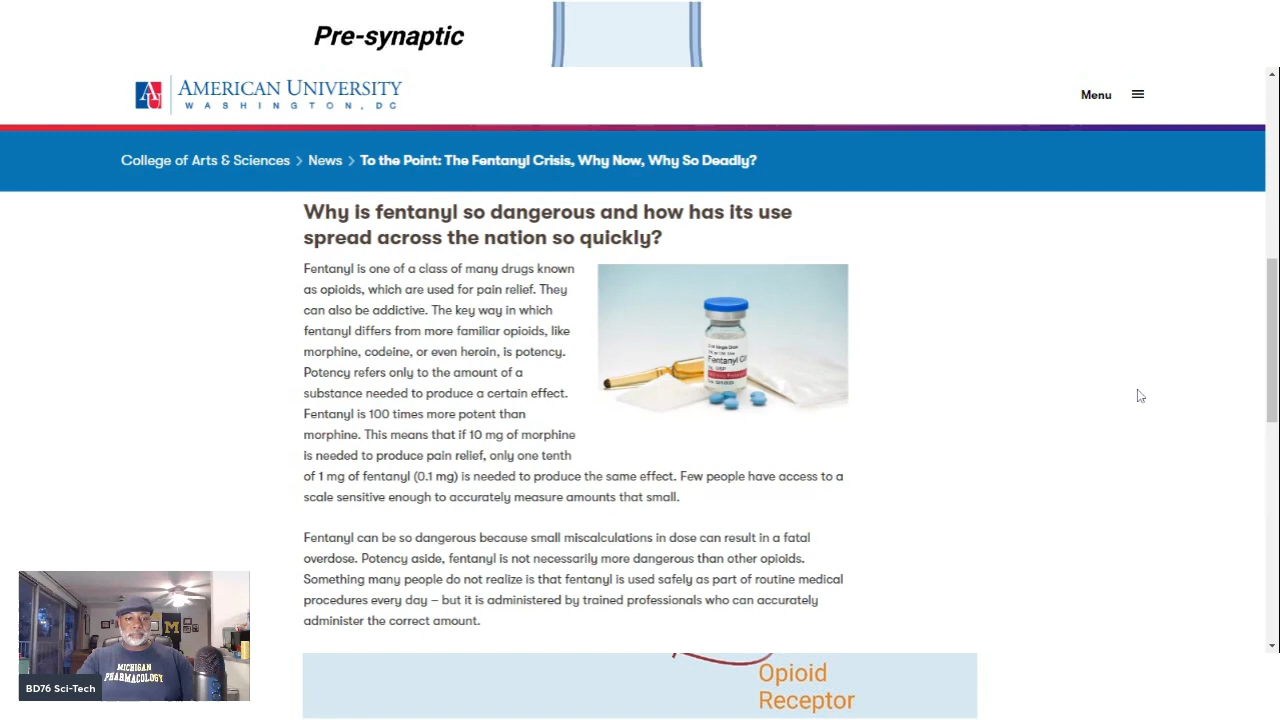 Pre-synaptic
AMERICAN UNIVERSITY
WASHINGTON, DC
Menu
College of Arts & Sciences > News > To the Point: The Fentanyl Crisis, Why Now, Why So Deadly?
Why is fentanyl so dangerous and how has its use
spread across the nation so quickly?
Fentanyl is one of a class of many drugs known
as opioids, which are used for pain relief. They
can also be addictive. The key way in which
fentanyl differs from more familiar opioids, like
morphine, codeine, or even heroin, is potency.
Potency refers only to the amount of a
substance needed to produce a certain effect.
Fentanyl is 100 times more potent than
morphine. This means that if 10 mg of morphine
is needed to produce pain relief, only one tenth
of 1 mg of fentanyl (0.1 mg) is needed to produce the same effect. Few people have access to a
scale sensitive enough to accurately measure amounts that small.
Fentanyl can be so dangerous because small miscalculations in dose can result in a fatal
overdose. Potency aside, fentanyl is not necessarily more dangerous than other opioids.
Something many people do not realize is that fentanyl is used safely as part of routine medical
procedures every day – but it is administered by trained professionals who can accurately
administer the correct amount.
Fentanyl
USP
M
MICHIGAN
PHARMACOLOGY
BD76 Sci-Tech
Opioid
Receptor